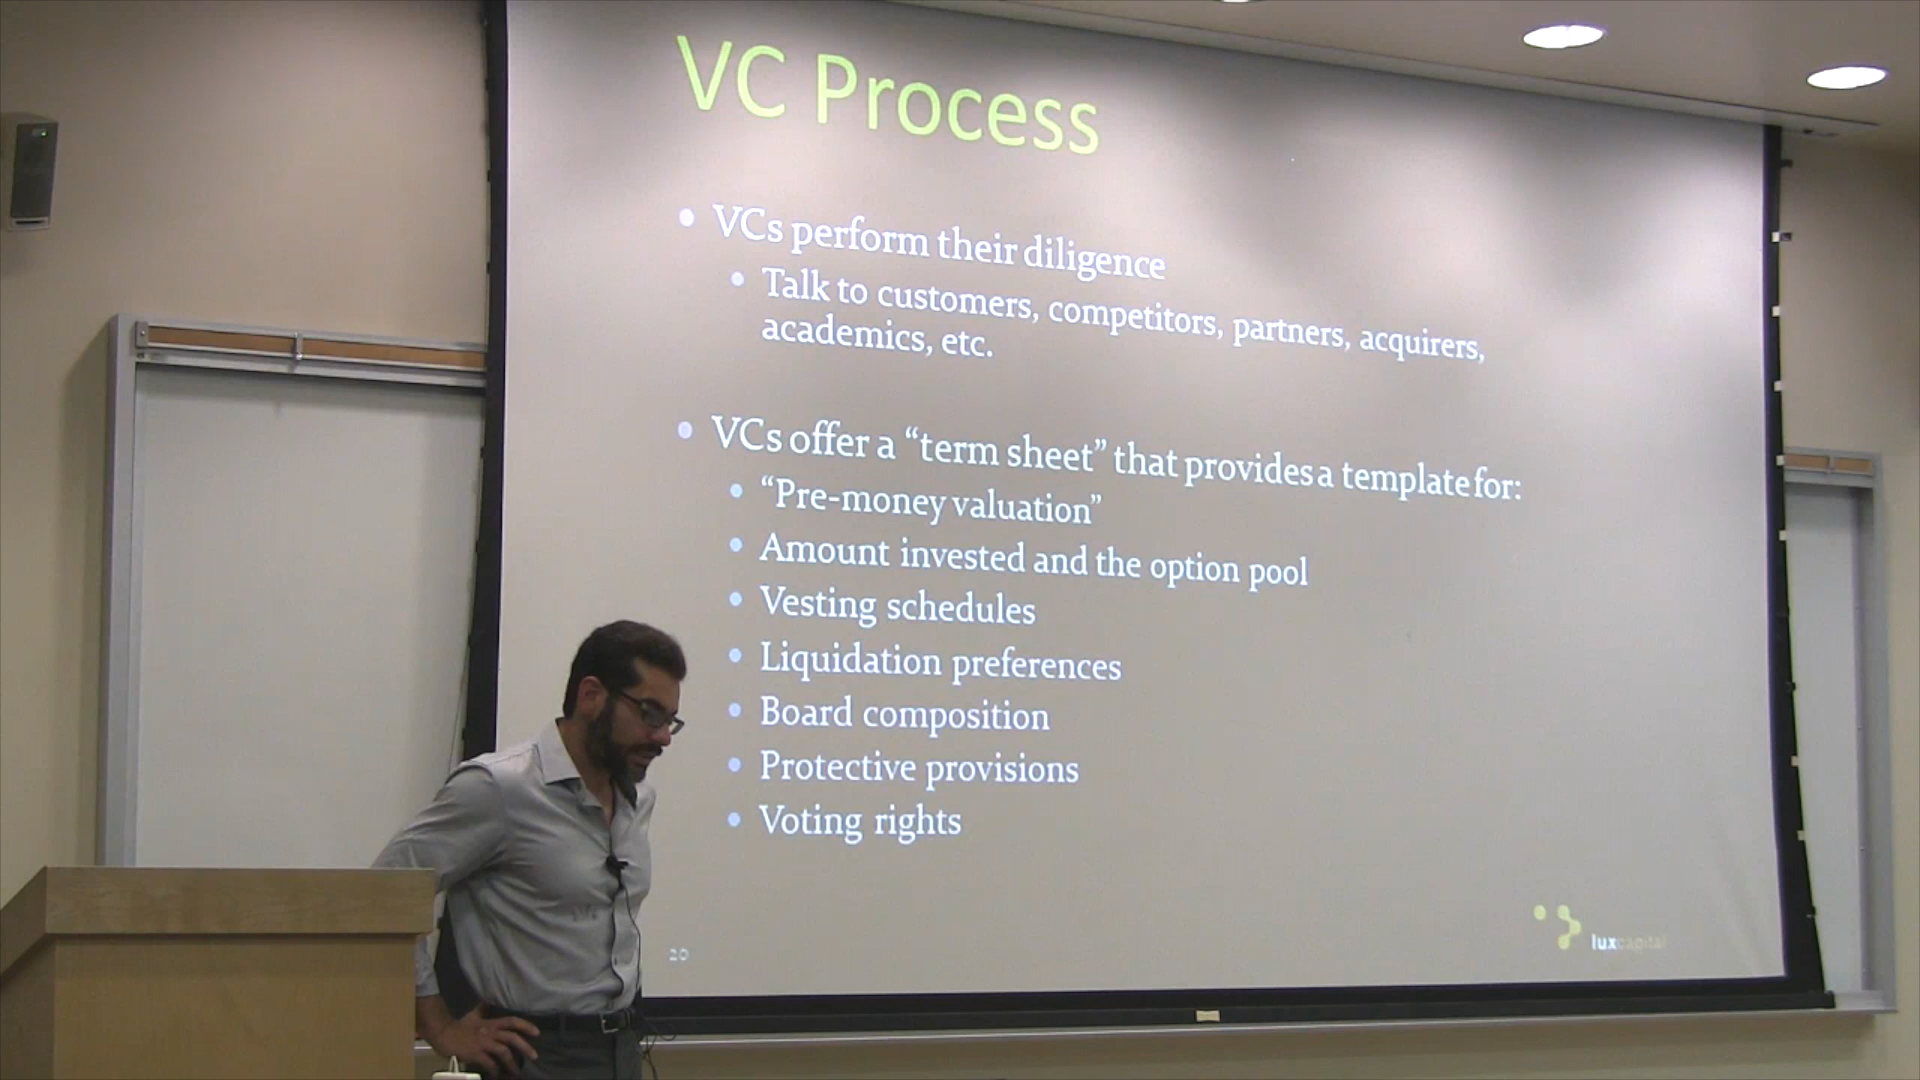 VC Process
• VCs perform their diligence
• Talk to customers, competitors, partners, acquirers,
academics, etc.
• VCs offer a “term sheet” that provides a template for:
• “Pre-money valuation”
• Amount invested and the option pool
• Vesting schedules
• Liquidation preferences
• Board composition
• Protective provisions
• Voting rights
20
luxcapital